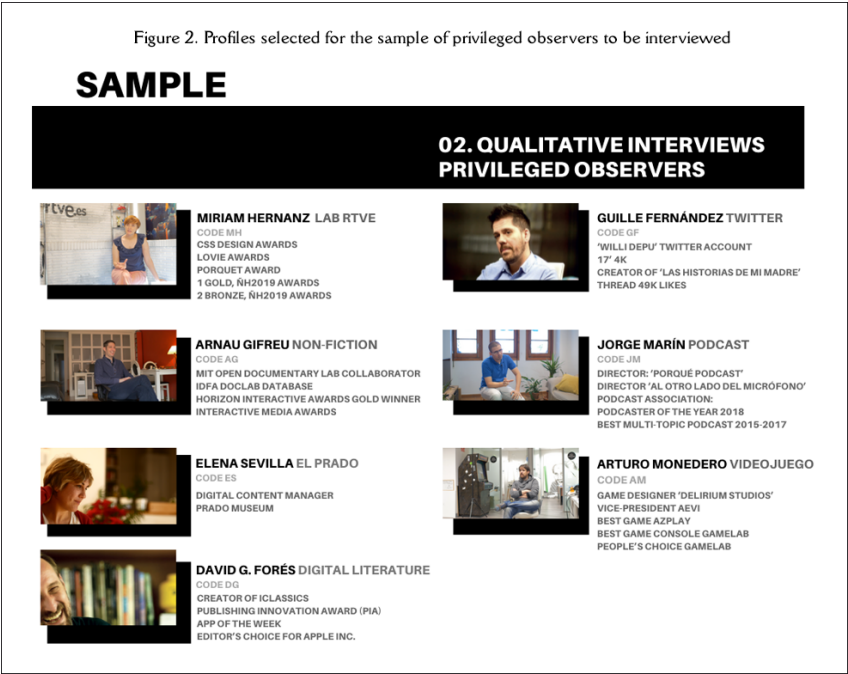 Figure 2. Profiles selected for the sample of privileged observers to be interviewed
SAMPLE
02. QUALITATIVE INTERVIEWS
PRIVILEGED OBSERVERS
rtve.es
MIRIAM HERNANZ LAB RTVE
CODE MH
CSS DESIGN AWARDS
LOVIE AWARDS
PORQUET AWARD
1 GOLD, ÑH2019 AWARDS
2 BRONZE, ÑH2019 AWARDS
ARNAU GIFREU NON-FICTION
CODE AG
MIT OPEN DOCUMENTARY LAB COLLABORATOR
IDFA DOCLAB DATABASE
HORIZON INTERACTIVE AWARDS GOLD WINNER
INTERACTIVE MEDIA AWARDS
ELENA SEVILLA EL PRADO
CODE ES
DIGITAL CONTENT MANAGER
PRADO MUSEUM
DAVID G. FORÉS DIGITAL LITERATURE
CODE DG
CREATOR OF ICLASSICS
PUBLISHING INNOVATION AWARD (PIA)
APP OF THE WEEK
EDITOR'S CHOICE FOR APPLE INC.
GUILLE FERNÁNDEZ TWITTER
CODE GF
'WILLI DEPU' TWITTER ACCOUNT
17' 4K
CREATOR OF 'LAS HISTORIAS DE MI MADRE'
THREAD 49K LIKES
JORGE MARÍN PODCAST
CODE JM
DIRECTOR: 'PORQUÉ PODCAST'
DIRECTOR 'AL OTRO LADO DEL MICRÓFONO'
PODCAST ASSOCIATION:
PODCASTER OF THE YEAR 2018
BEST MULTI-TOPIC PODCAST 2015-2017
ARTURO MONEDERO VIDEOJUEGO
CODE AM
GAME DESIGNER 'DELIRIUM STUDIOS'
VICE-PRESIDENT AEVI
BEST GAME AZPLAY
BEST GAME CONSOLE GAMELAB
PEOPLE'S CHOICE GAMELAB